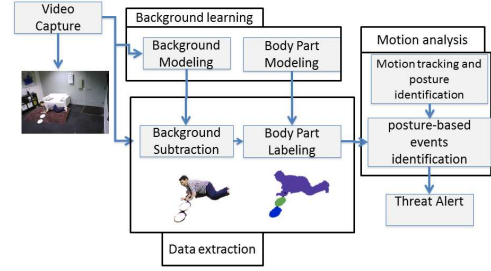 Video
Capture
Background learning
Background
Modeling
Body Part
Modeling
Motion analysis
Motion tracking and
posture
identification
Background
Subtraction
Body Part
Labeling
posture-based
events
identification
Threat Alert
Data extraction